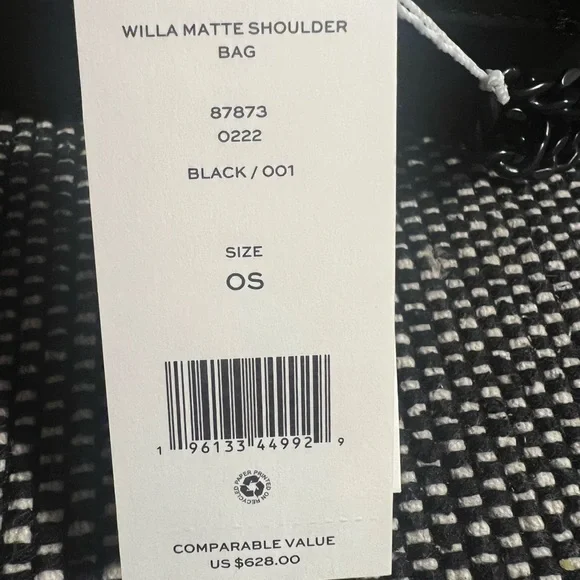 WILLA MATTE SHOULDER
BAG
87873
0222
BLACK / 001
SIZE
OS
1 96133 44992 9
RECYCLED PAPER PRINTED ON
COMPARABLE VALUE
US $628.00